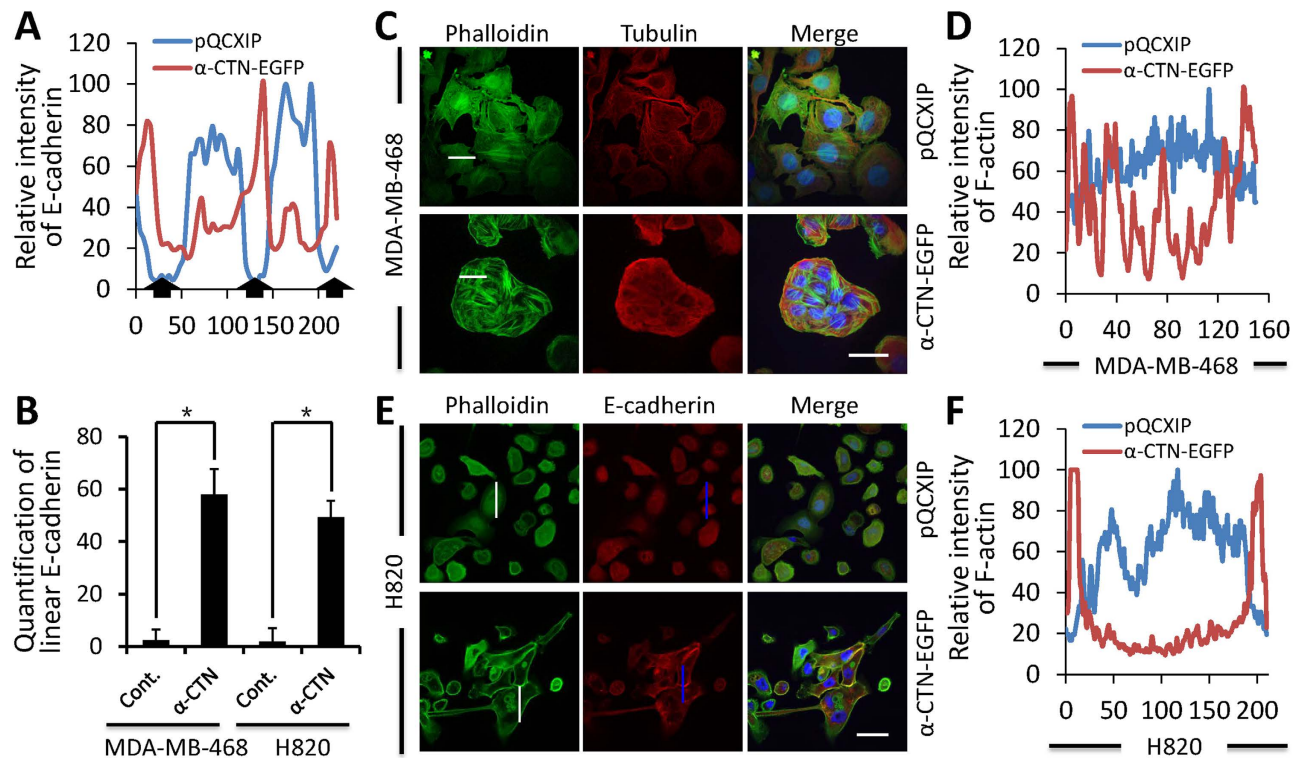 A
Relative intensity
of E-cadherin
120
100
80
60
40
20
0
pQCXIP
α-CTN-EGFP
0 50 100 150 200
B
Quantification of
linear E-cadherin
80
60
40
20
0
*
*
Cont.
α-CTN
Cont.
α-CTN
MDA-MB-468
H820
C
Phalloidin Tubulin Merge
MDA-MB-468
pQCXIP
α-CTN-EGFP
D
Relative intensity
of F-actin
120
100
80
60
40
20
0
pQCXIP
α-CTN-EGFP
0 40 80 120 160
MDA-MB-468
E
Phalloidin E-cadherin Merge
H820
pQCXIP
α-CTN-EGFP
F
Relative intensity
of F-actin
120
100
80
60
40
20
0
pQCXIP
α-CTN-EGFP
0 50 100 150 200
H820